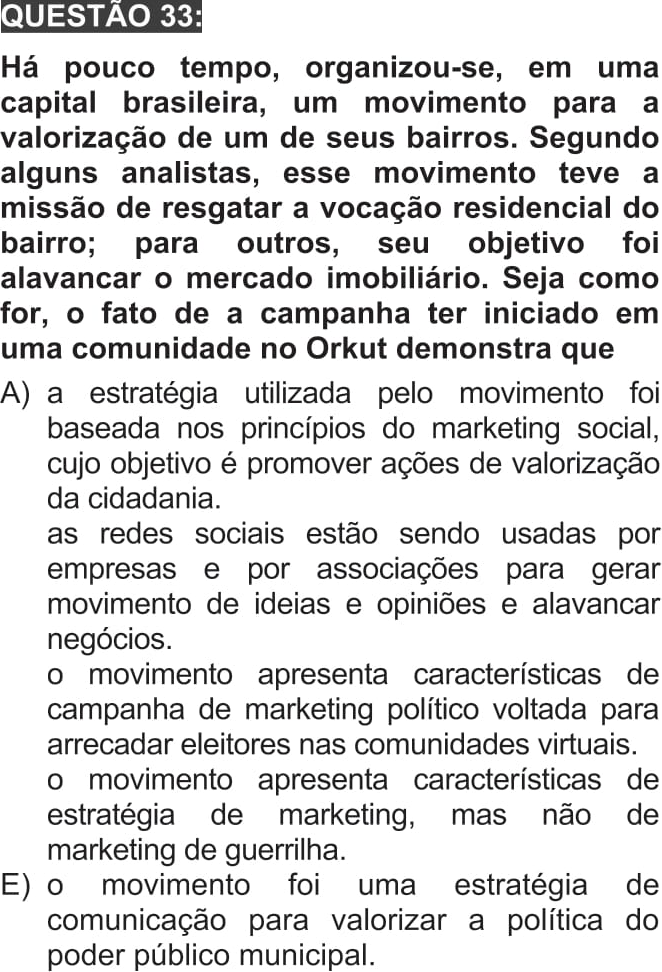 QUESTÃO 33:
Há pouco tempo, organizou-se, em uma
capital brasileira, um movimento para a
valorização de um de seus bairros. Segundo
alguns analistas, esse movimento teve a
missão de resgatar a vocação residencial do
bairro; para outros, seu objetivo foi
alavancar o mercado imobiliário. Seja como
for, o fato de a campanha ter iniciado em
uma comunidade no Orkut demonstra que
A) a estratégia utilizada pelo movimento foi
baseada nos princípios do marketing social,
cujo objetivo é promover ações de valorização
da cidadania.
as redes sociais estão sendo usadas por
empresas e por associações para gerar
movimento de ideias e opiniões e alavancar
negócios.
o movimento apresenta características de
campanha de marketing político voltada para
arrecadar eleitores nas comunidades virtuais.
o movimento apresenta características de
estratégia de marketing, mas não de
marketing de guerrilha.
E) o movimento foi uma estratégia de
comunicação para valorizar a política do
poder público municipal.